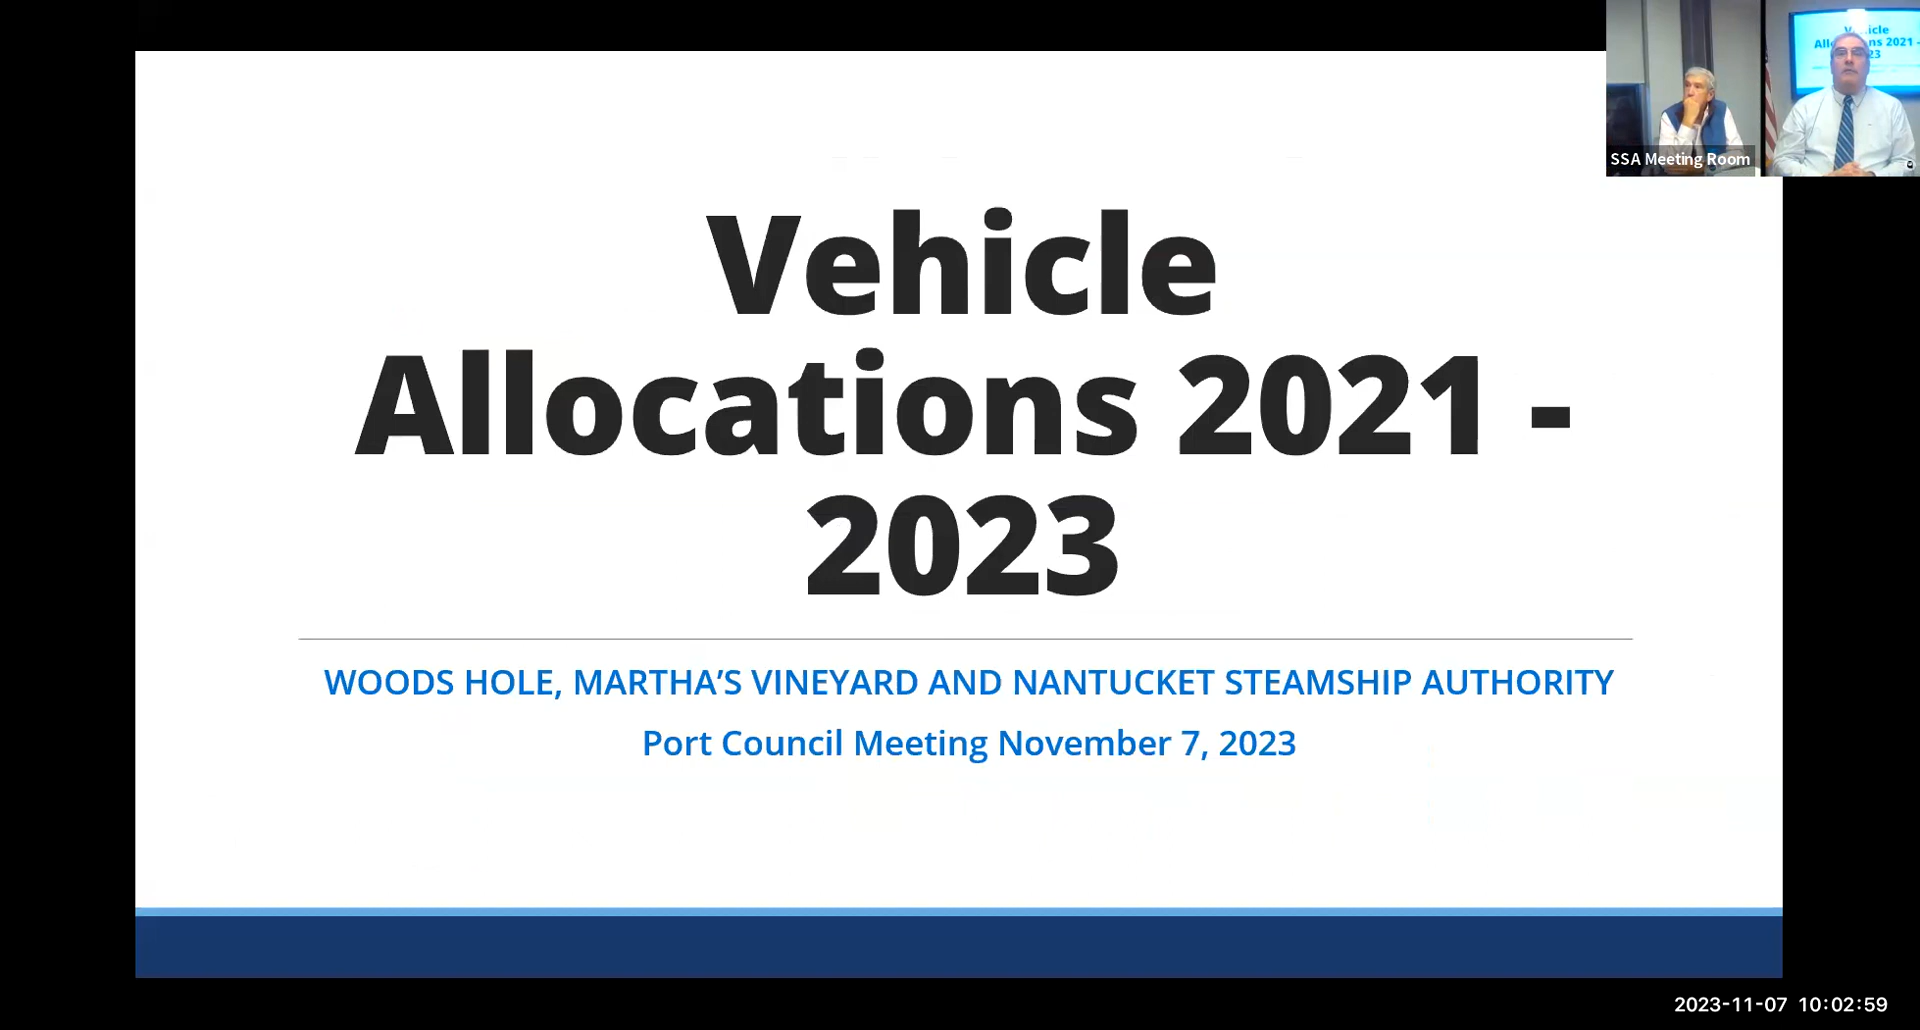 Vehicle
Allocations 2021 -
2023
WOODS HOLE, MARTHA’S VINEYARD AND NANTUCKET STEAMSHIP AUTHORITY
Port Council Meeting November 7, 2023
SSA Meeting Room
2023-11-07 10:02:59